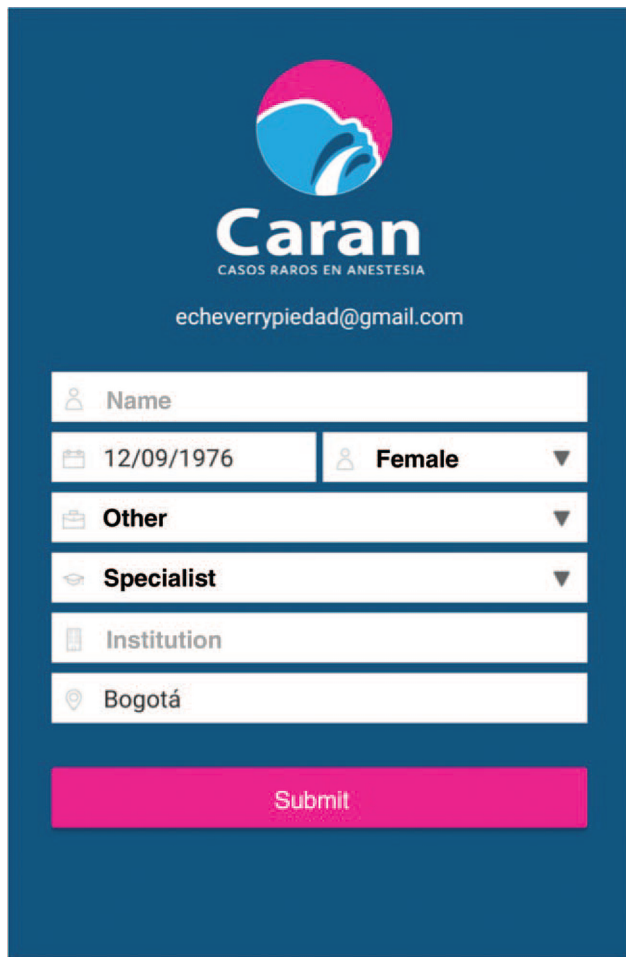 Caran
CASOS RAROS EN ANESTESIA
echeverrypiedad@gmail.com
Name
12/09/1976 Female
Other
Specialist
Institution
Bogotá
Submit